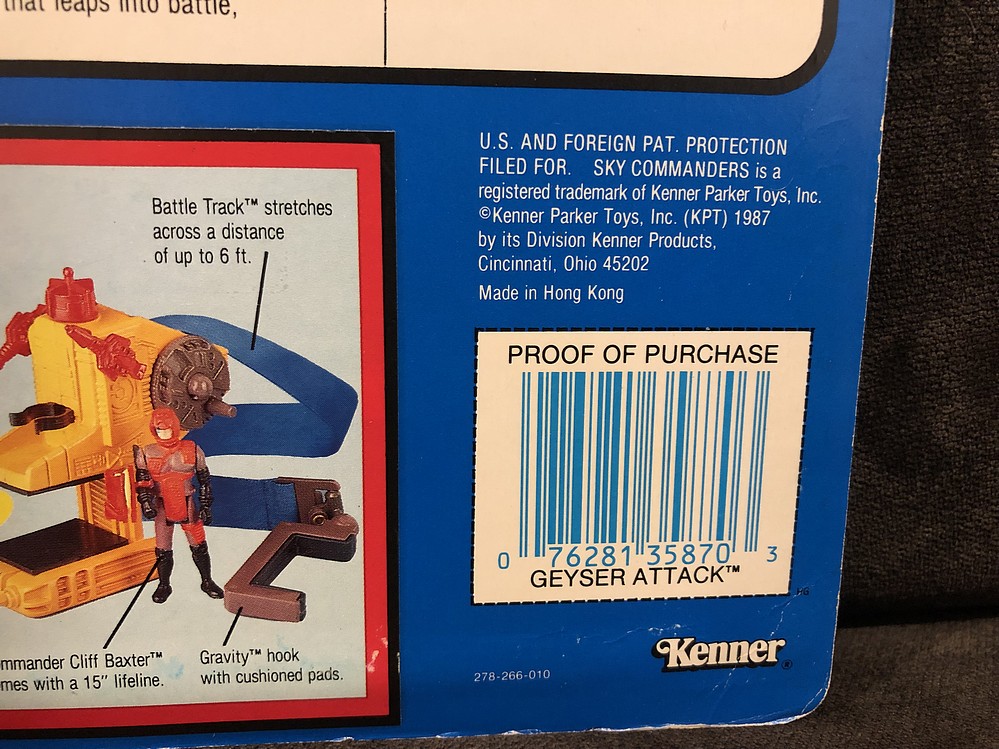 that leaps into battle,
U.S. AND FOREIGN PAT. PROTECTION
FILED FOR. SKY COMMANDERS is a
registered trademark of Kenner Parker Toys, Inc.
©Kenner Parker Toys, Inc. (KPT) 1987
by its Division Kenner Products,
Cincinnati, Ohio 45202
Made in Hong Kong
Battle Track™ stretches
across a distance
of up to 6 ft.
PROOF OF PURCHASE
0 76281 35870 3
GEYSER ATTACK™
HG
mmander Cliff Baxter™
mes with a 15" lifeline.
Gravity™ hook
with cushioned pads.
278-266-010
Kenner®